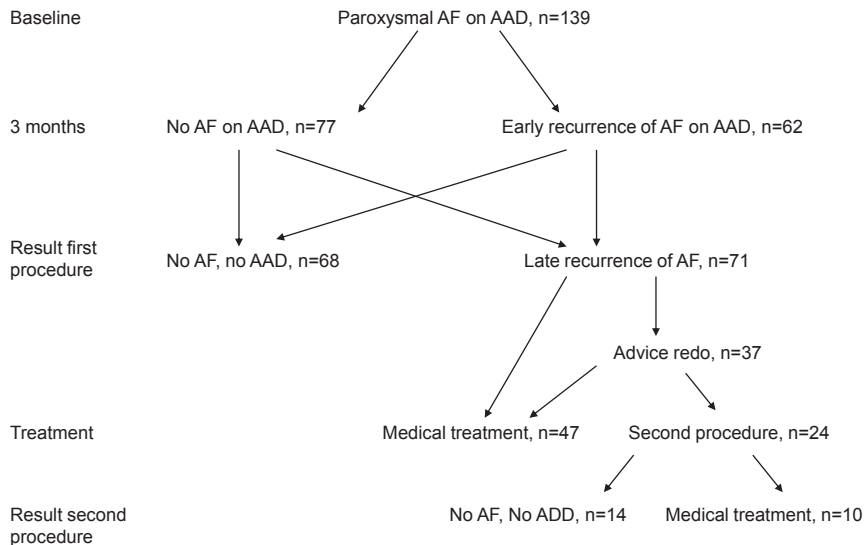 Baseline
Paroxysmal AF on AAD, n=139
3 months
No AF on AAD, n=77
Early recurrence of AF on AAD, n=62
Result first
procedure
No AF, no AAD, n=68
Late recurrence of AF, n=71
Advice redo, n=37
Treatment
Medical treatment, n=47
Second procedure, n=24
Result second
procedure
No AF, No ADD, n=14
Medical treatment, n=10